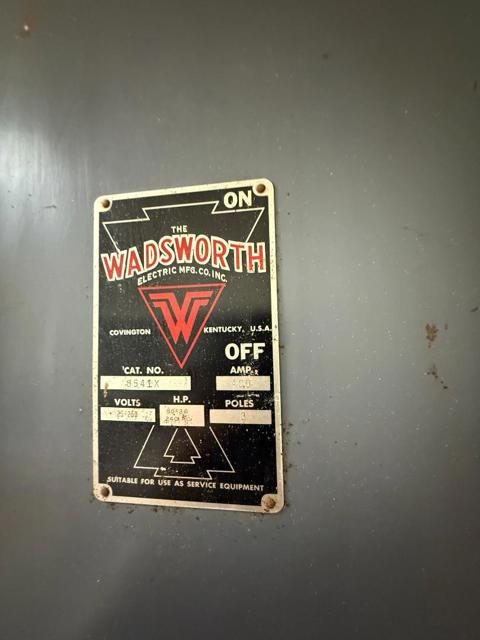 ON
THE
WADSWORTH
ELECTRIC MFG. CO. INC.
W
COVINGTON KENTUCKY, U.S.A.
OFF
CAT. NO. AMP.
8541X
VOLTS H.P. POLES
3
SUITABLE FOR USE AS SERVICE EQUIPMENT